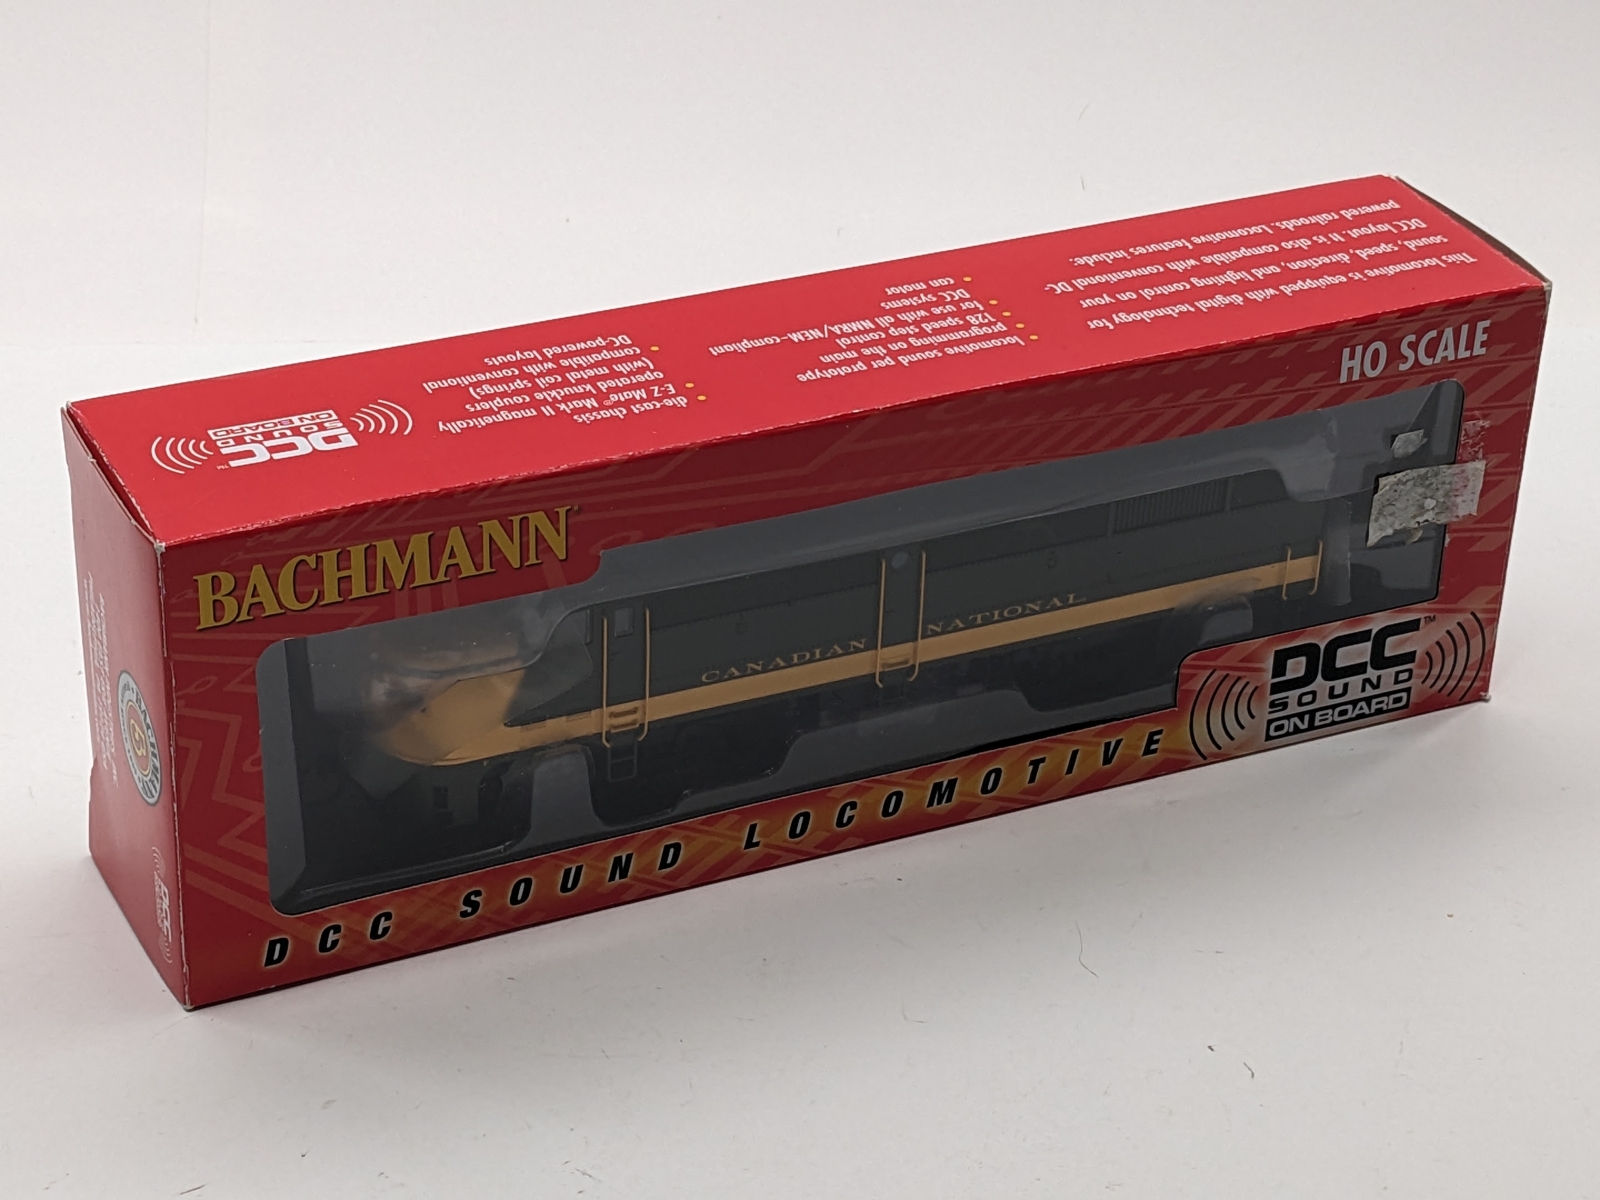 This locomotive is equipped with digital technology for
sound, speed, direction, and lighting control on your
DCC layout. It is also compatible with conventional DC-
powered railroads. Locomotive features include:
• locomotive sound per prototype
• programming on the main
• 128 speed step control
• for use with all NMRA/NEM-compliant
DCC systems
• can motor
• die-cast chassis
• E-Z Mate® Mark II magnetically
operated knuckle couplers
(with metal coil springs)
• compatible with conventional
DC-powered layouts
DCC™
SOUND
ON BOARD
HO SCALE
BACHMANN
CANADIAN NATIONAL
DCC™
SOUND
ON BOARD
DCC SOUND LOCOMOTIVE
BACHMANN
B
DCC